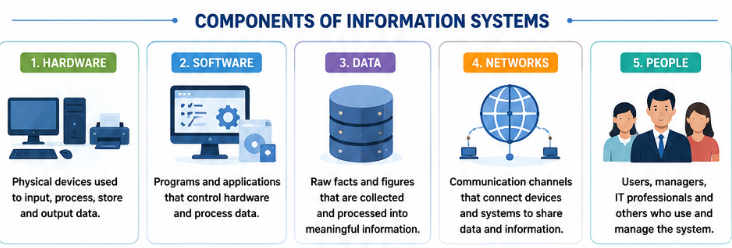 COMPONENTS OF INFORMATION SYSTEMS
1. HARDWARE
Physical devices used
to input, process, store
and output data.
2. SOFTWARE
Programs and applications
that control hardware
and process data.
3. DATA
Raw facts and figures
that are collected
and processed into
meaningful information.
4. NETWORKS
Communication channels
that connect devices
and systems to share
data and information.
5. PEOPLE
Users, managers,
IT professionals and
others who use and
manage the system.